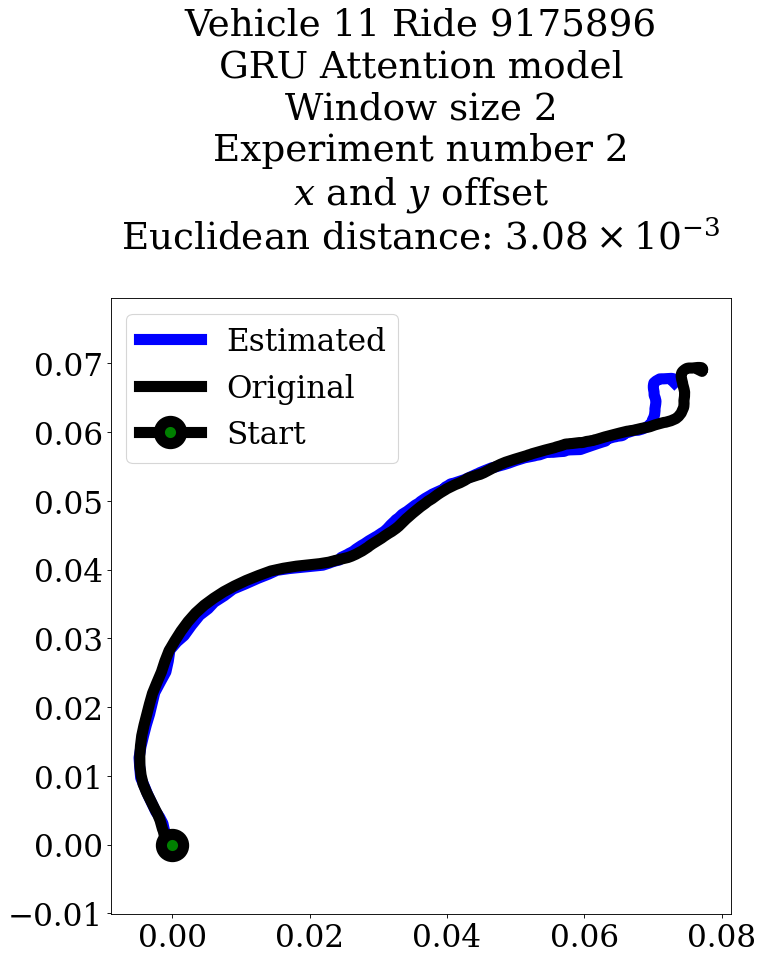 Vehicle 11 Ride 9175896
GRU Attention model
Window size 2
Experiment number 2
x and y offset
Euclidean distance: 3.08 × 10⁻³
Estimated
Original
Start
0.07
0.06
0.05
0.04
0.03
0.02
0.01
0.00
−0.01
0.00 0.02 0.04 0.06 0.08